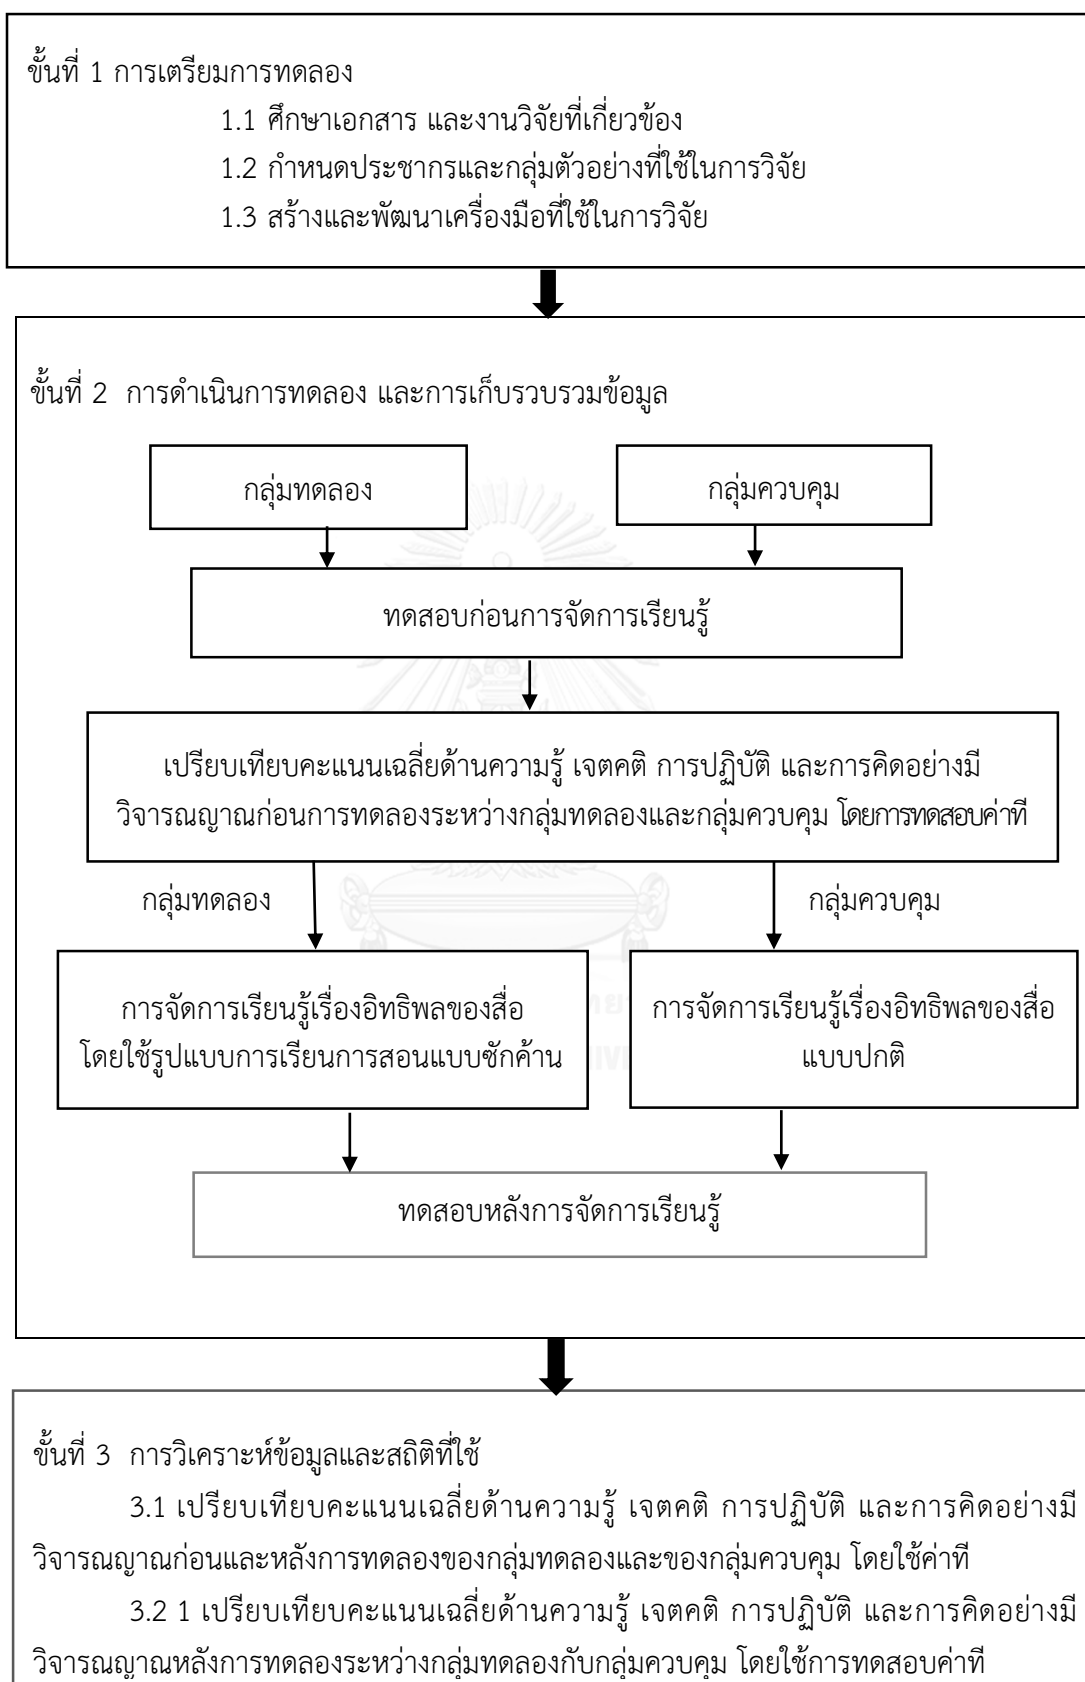 ขั้นที่ 1 การเตรียมการทดลอง
1.1 ศึกษาเอกสาร และงานวิจัยที่เกี่ยวข้อง
1.2 กำหนดประชากรและกลุ่มตัวอย่างที่ใช้ในการวิจัย
1.3 สร้างและพัฒนาเครื่องมือที่ใช้ในการวิจัย
ขั้นที่ 2 การดำเนินการทดลอง และการเก็บรวบรวมข้อมูล
กลุ่มทดลอง
กลุ่มควบคุม
ทดสอบก่อนการจัดการเรียนรู้
เปรียบเทียบคะแนนเฉลี่ยด้านความรู้ เจตคติ การปฏิบัติ และการคิดอย่างมี
วิจารณญาณก่อนการทดลองระหว่างกลุ่มทดลองและกลุ่มควบคุม โดยการทดสอบค่าที
กลุ่มทดลอง
กลุ่มควบคุม
การจัดการเรียนรู้เรื่องอิทธิพลของสื่อ
โดยใช้รูปแบบการเรียนการสอนแบบซักค้าน
การจัดการเรียนรู้เรื่องอิทธิพลของสื่อ
แบบปกติ
ทดสอบหลังการจัดการเรียนรู้
ขั้นที่ 3 การวิเคราะห์ข้อมูลและสถิติที่ใช้
3.1 เปรียบเทียบคะแนนเฉลี่ยด้านความรู้ เจตคติ การปฏิบัติ และการคิดอย่างมี
วิจารณญาณก่อนและหลังการทดลองของกลุ่มทดลองและของกลุ่มควบคุม โดยใช้ค่าที
3.2 1 เปรียบเทียบคะแนนเฉลี่ยด้านความรู้ เจตคติ การปฏิบัติ และการคิดอย่างมี
วิจารณญาณหลังการทดลองระหว่างกลุ่มทดลองกับกลุ่มควบคุม โดยใช้การทดสอบค่าที